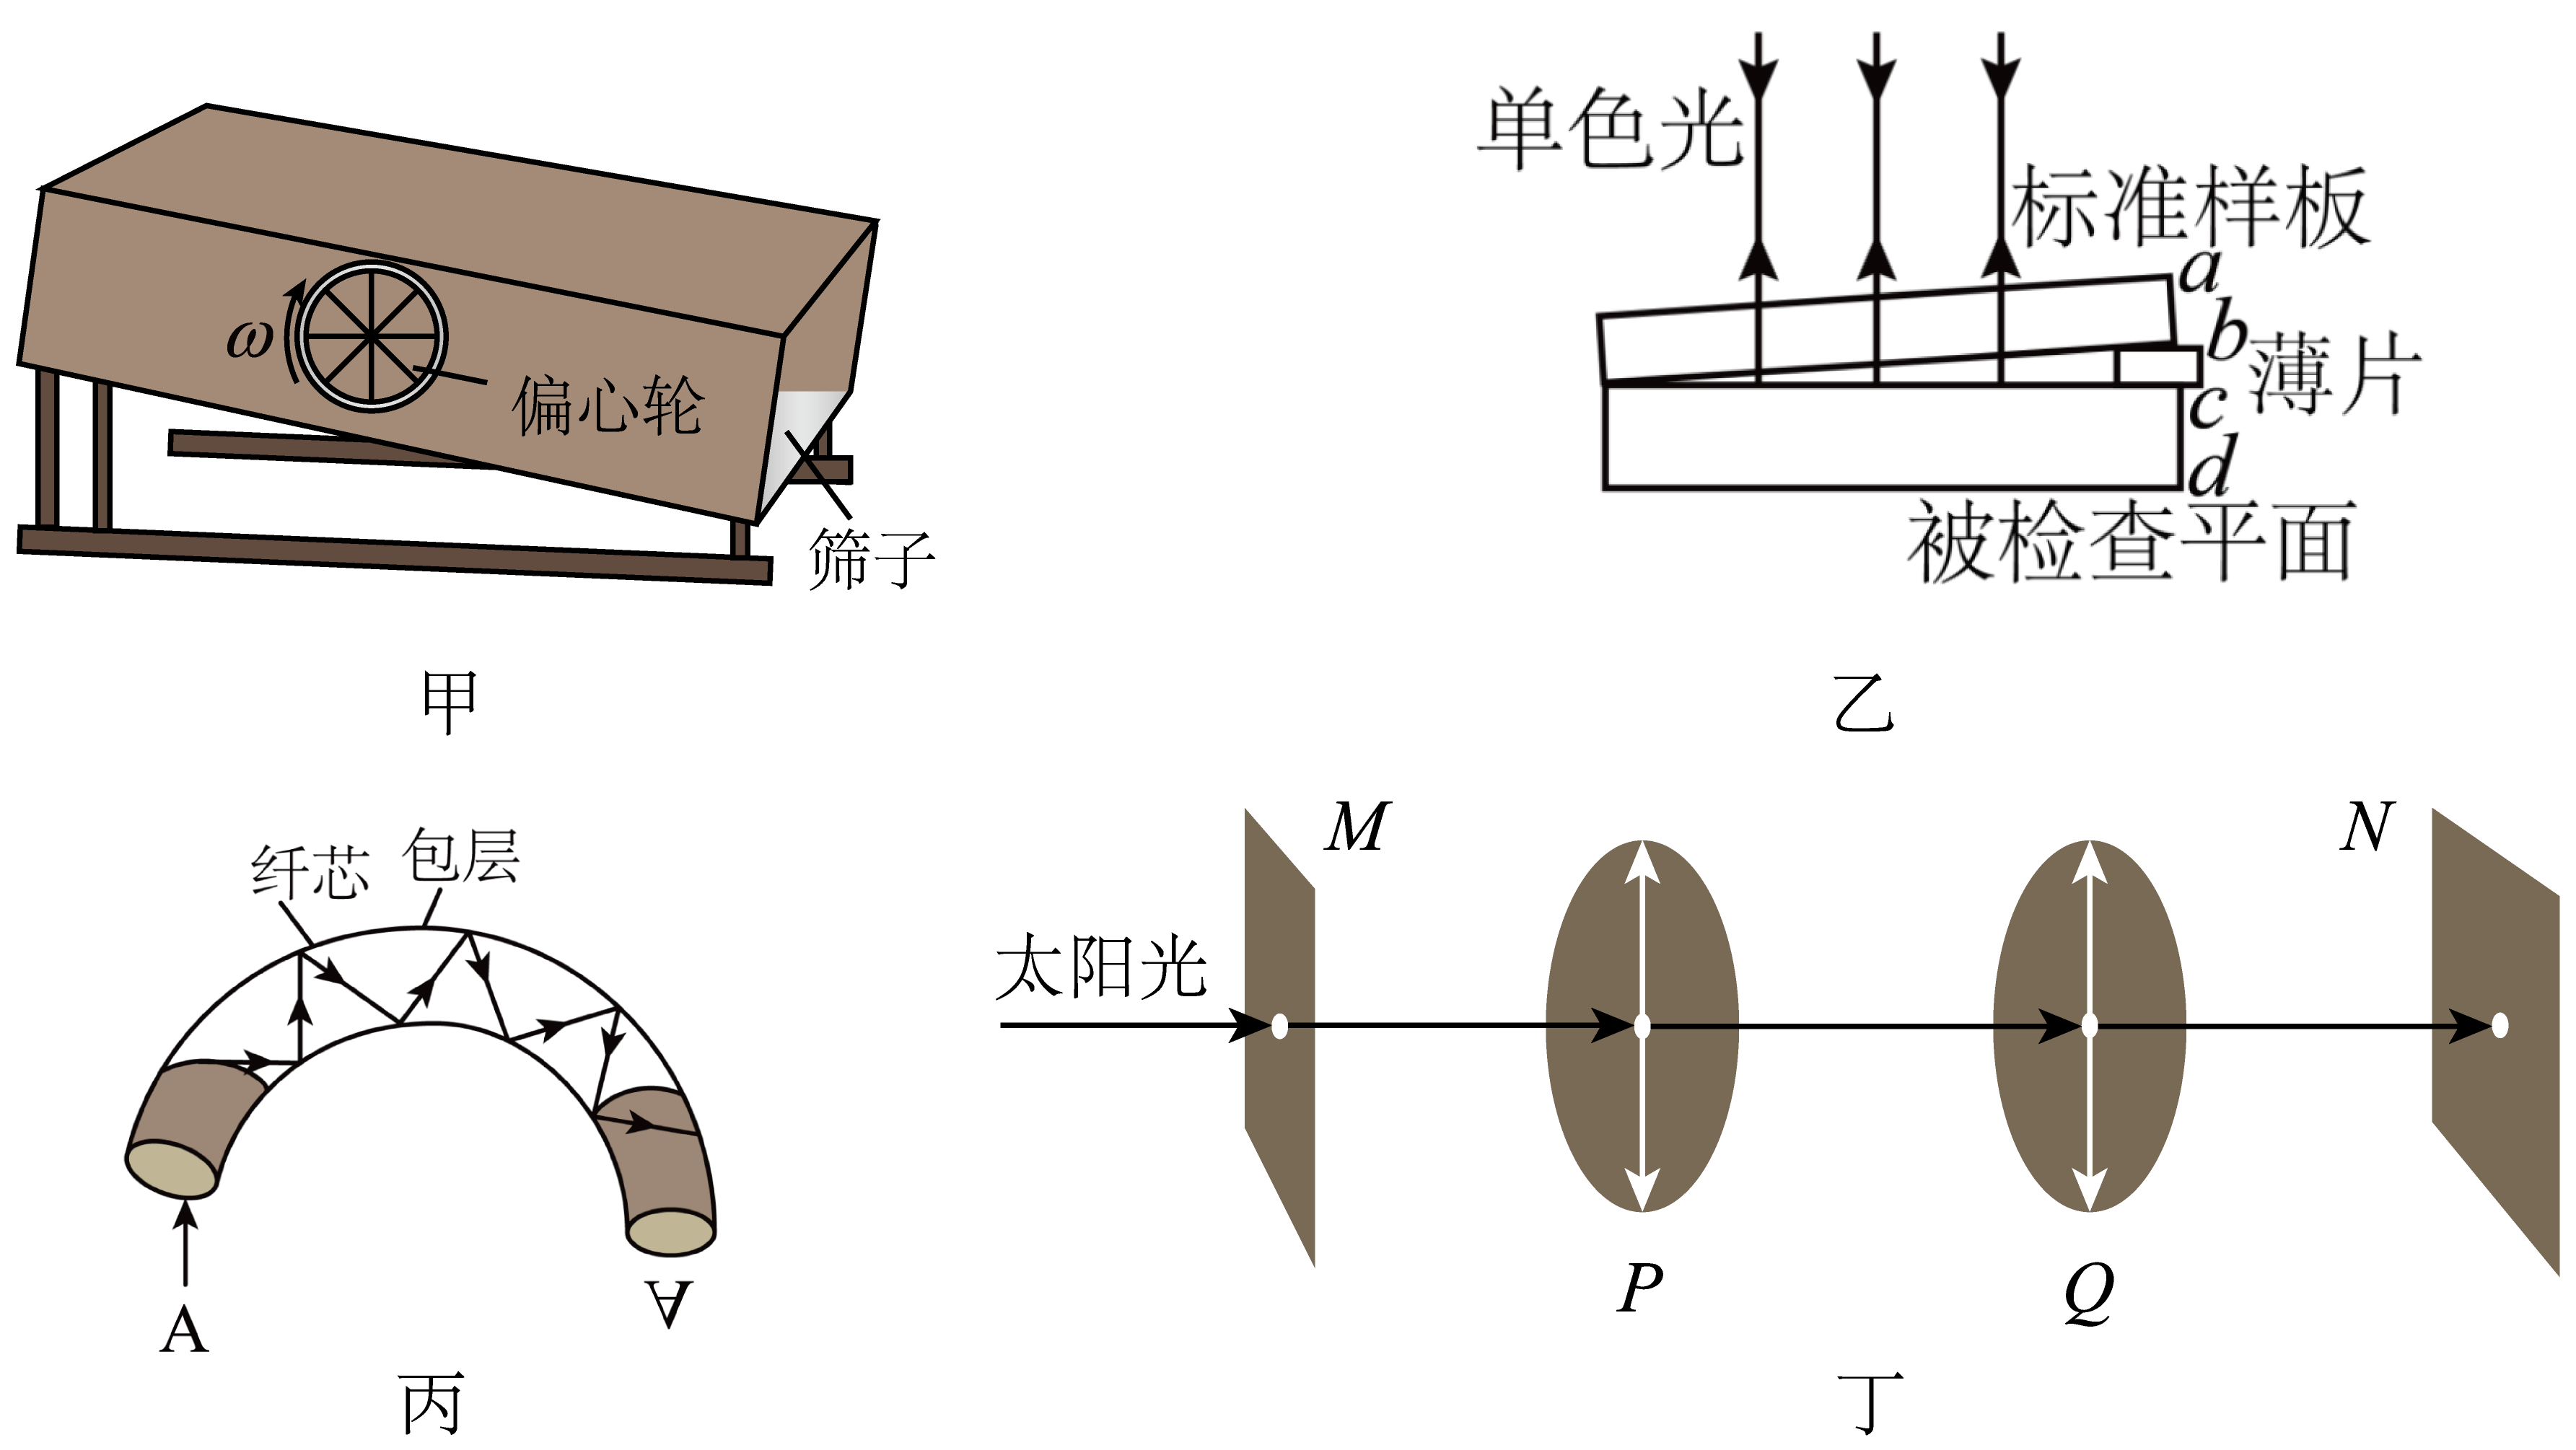 ω
偏心轮
筛子
甲
单色光
标准样板
a
b
薄片
c
d
被检查平面
乙
纤芯
包层
A
∀
丙
太阳光
M
P
Q
N
丁